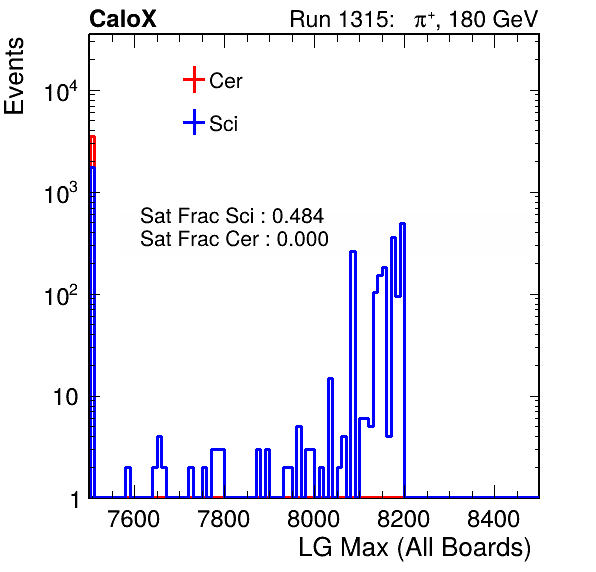 CaloX
Run 1315: π⁺, 180 GeV
Events
Cer
Sci
Sat Frac Sci : 0.484
Sat Frac Cer : 0.000
10⁴
10³
10²
10
1
7600 7800 8000 8200 8400
LG Max (All Boards)